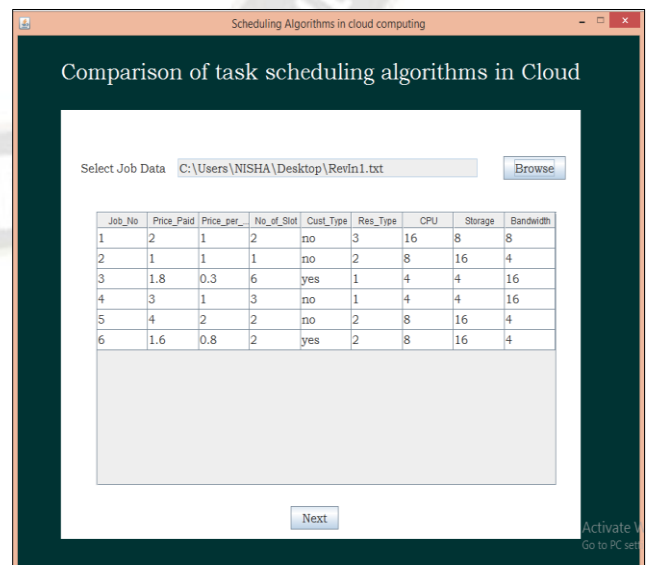 Scheduling Algorithms in cloud computing
Comparison of task scheduling algorithms in Cloud
Select Job Data C:\Users\NISHA\Desktop\RevIn1.txt Browse
Job_No Price_Paid Price_per_... No_of_Slot Cust_Type Res_Type CPU Storage Bandwidth
1 2 1 2 no 3 16 8 8
2 1 1 1 no 2 8 16 4
3 1.8 0.3 6 yes 1 4 4 16
4 3 1 3 no 1 4 4 16
5 4 2 2 no 2 8 16 4
6 1.6 0.8 2 yes 2 8 16 4
Next
Activate W
Go to PC sett